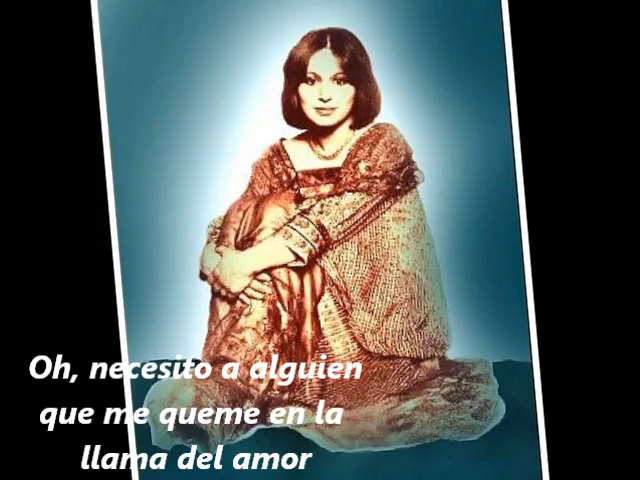 Oh, necesito a alguien
que me queme en la
llama del amor